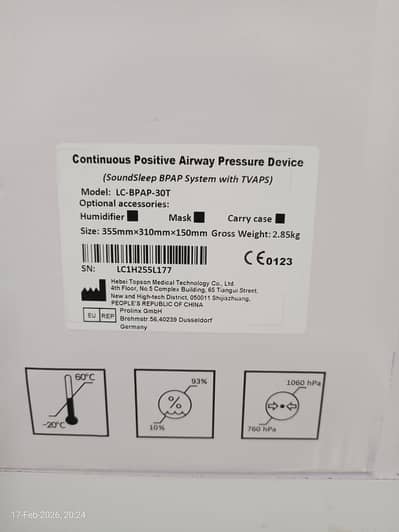 Continuous Positive Airway Pressure Device
(SoundSleep BPAP System with TVAPS)
Model: LC-BPAP-30T
Optional accessories:
Humidifier Mask Carry case
Size: 355mm×310mm×150mm Gross Weight: 2.85kg
SN: LC1H255L177
CE0123
Hebei Topson Medical Technology Co., Ltd.
4th Floor, No.5 Complex Building, 65 Tiangui Street,
New and High-tech District, 050011 Shijiazhuang,
PEOPLE'S REPUBLIC OF CHINA
EU REP
Prolinx GmbH
Brehmstr.56,40239 Dusseldorf
Germany
60°C
-20°C
93%
%
10%
1060 hPa
760 hPa
17-Feb-2026, 20:24